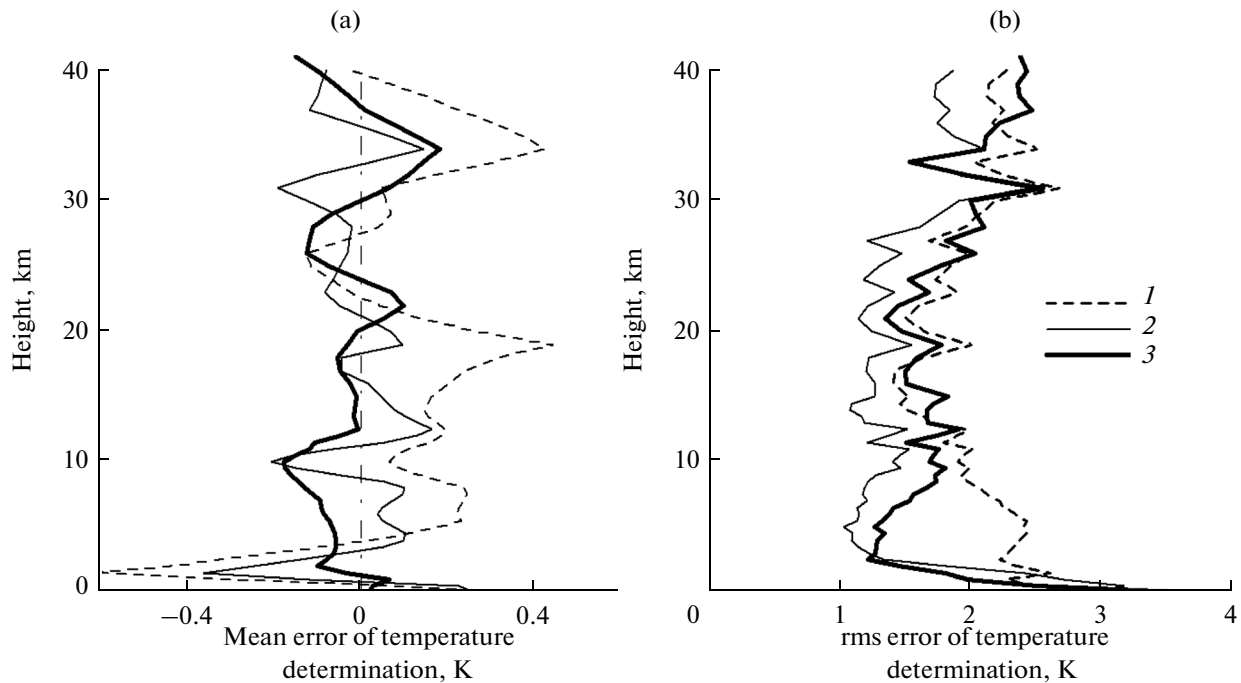 (a)
(b)
40
30
20
10
0
Height, km
−0.4
0
0.4
Mean error of temperature
determination, K
40
30
20
10
0
Height, km
1
2
3
4
rms error of temperature
determination, K
1
2
3